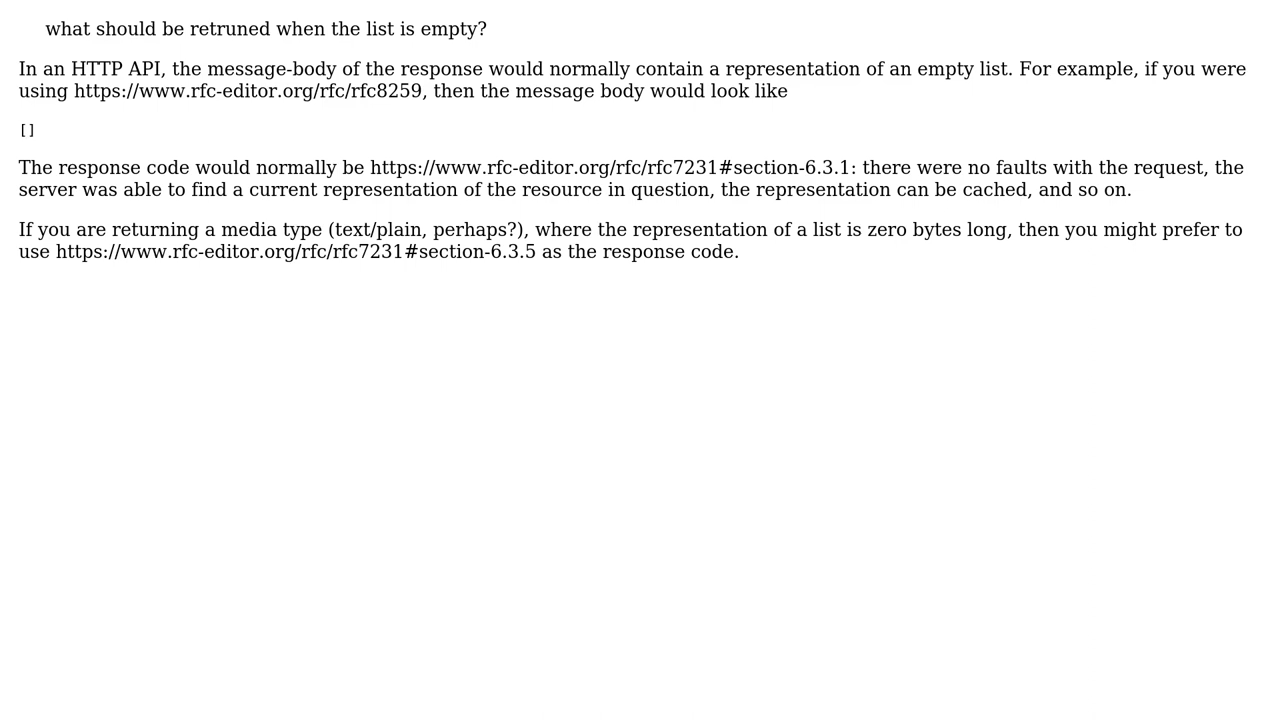 what should be retruned when the list is empty?
In an HTTP API, the message-body of the response would normally contain a representation of an empty list. For example, if you were
using https://www.rfc-editor.org/rfc/rfc8259, then the message body would look like
[]
The response code would normally be https://www.rfc-editor.org/rfc/rfc7231#section-6.3.1: there were no faults with the request, the
server was able to find a current representation of the resource in question, the representation can be cached, and so on.
If you are returning a media type (text/plain, perhaps?), where the representation of a list is zero bytes long, then you might prefer to
use https://www.rfc-editor.org/rfc/rfc7231#section-6.3.5 as the response code.